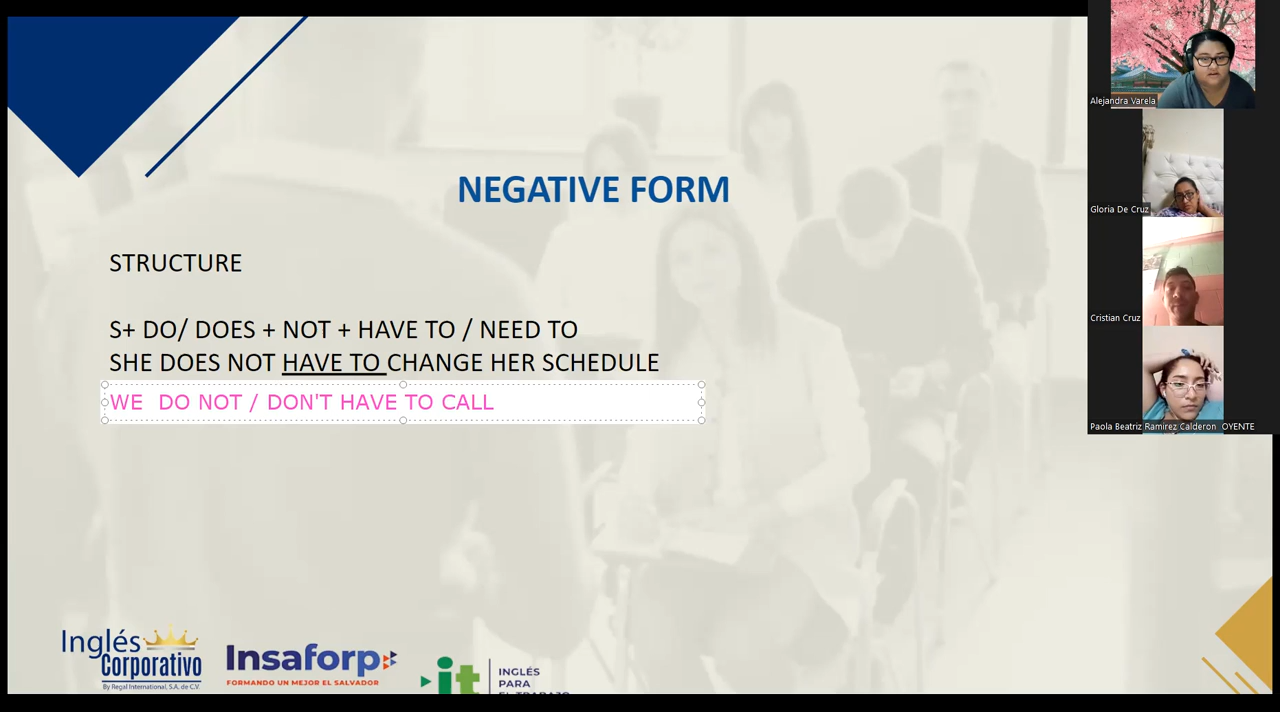 NEGATIVE FORM
STRUCTURE
S+ DO/ DOES + NOT + HAVE TO / NEED TO
SHE DOES NOT HAVE TO CHANGE HER SCHEDULE
WE  DO NOT / DON'T HAVE TO CALL
Inglés
Corporativo
By Regal International, S.A. de C.V.
Insaforp
FORMANDO UN MEJOR EL SALVADOR
it
INGLÉS
PARA
EL TRABAJO
Alejandra Varela
Gloria De Cruz
Cristian Cruz
Paola Beatriz Ramirez Calderon  OYENTE